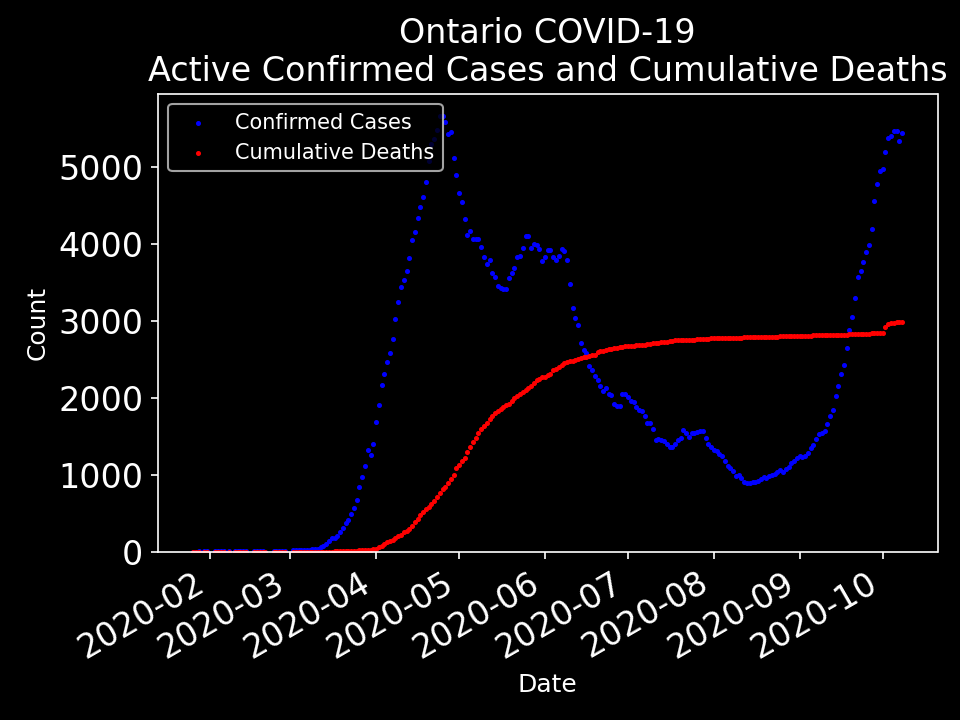 Ontario COVID-19
Active Confirmed Cases and Cumulative Deaths
Confirmed Cases
Cumulative Deaths
5000
4000
3000
2000
1000
0
Count
2020-02
2020-03
2020-04
2020-05
2020-06
2020-07
2020-08
2020-09
2020-10
Date